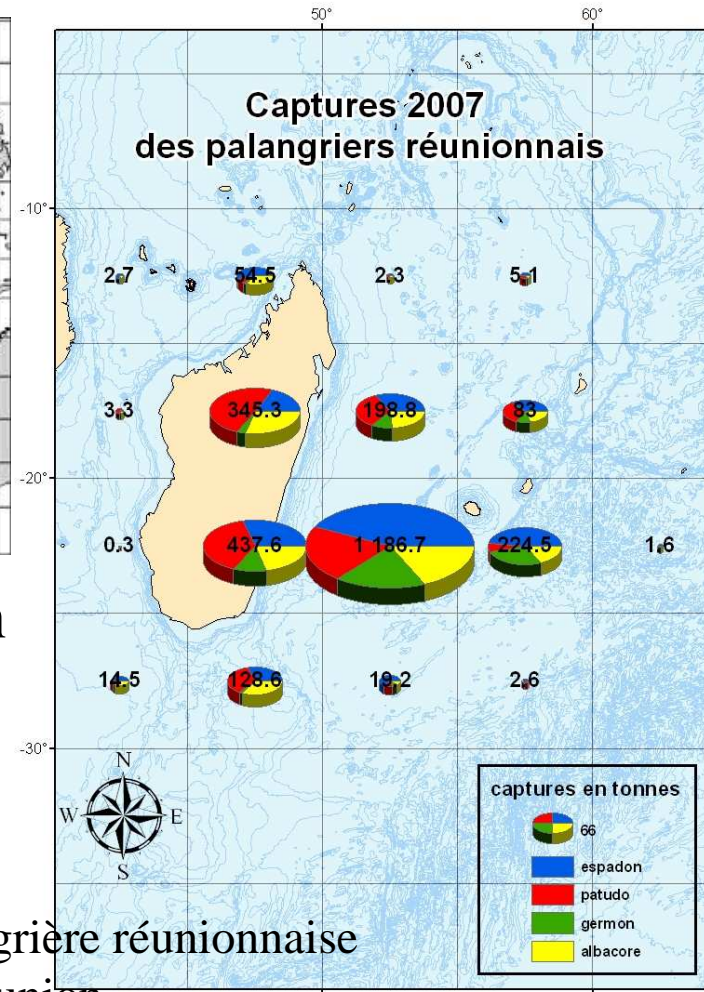 50° 60°
Captures 2007
des palangriers réunionnais
-10°
2.7 54.5 2.3 5.1
3.3 345.3 198.8 83
-20°
0.3 437.6 1 186.7 224.5 1.6
14.5 128.6 19.2 2.6
-30°
N
W E
S
captures en tonnes
66
espadon
patudo
germon
albacore
grière réunionnaise